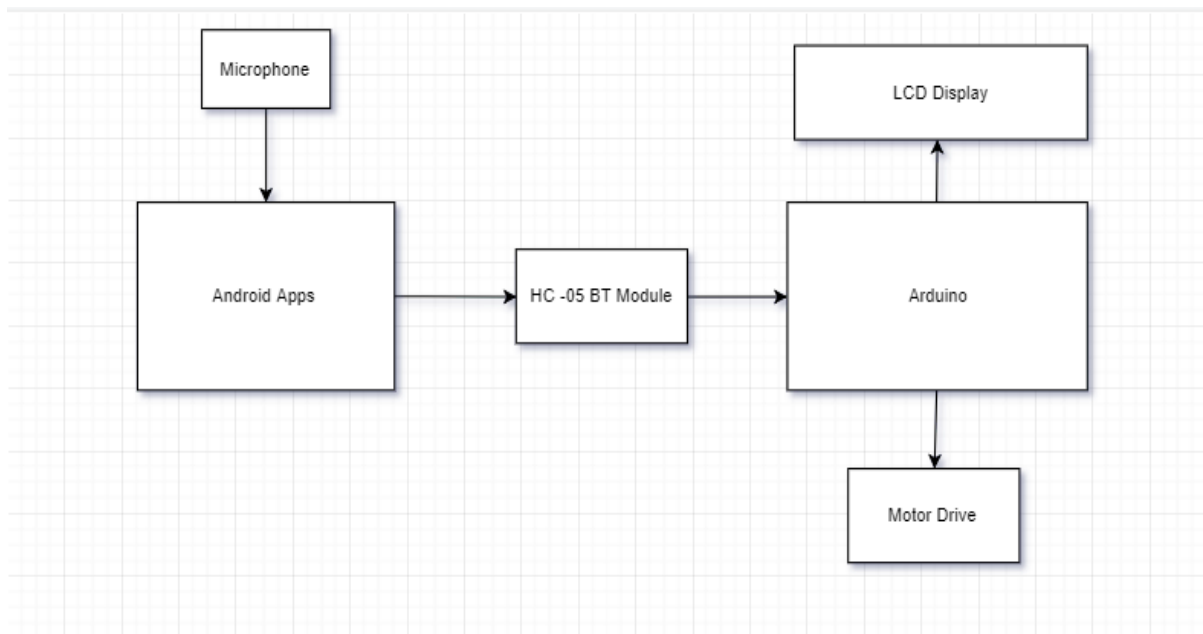 Microphone
LCD Display
Android Apps
HC -05 BT Module
Arduino
Motor Drive